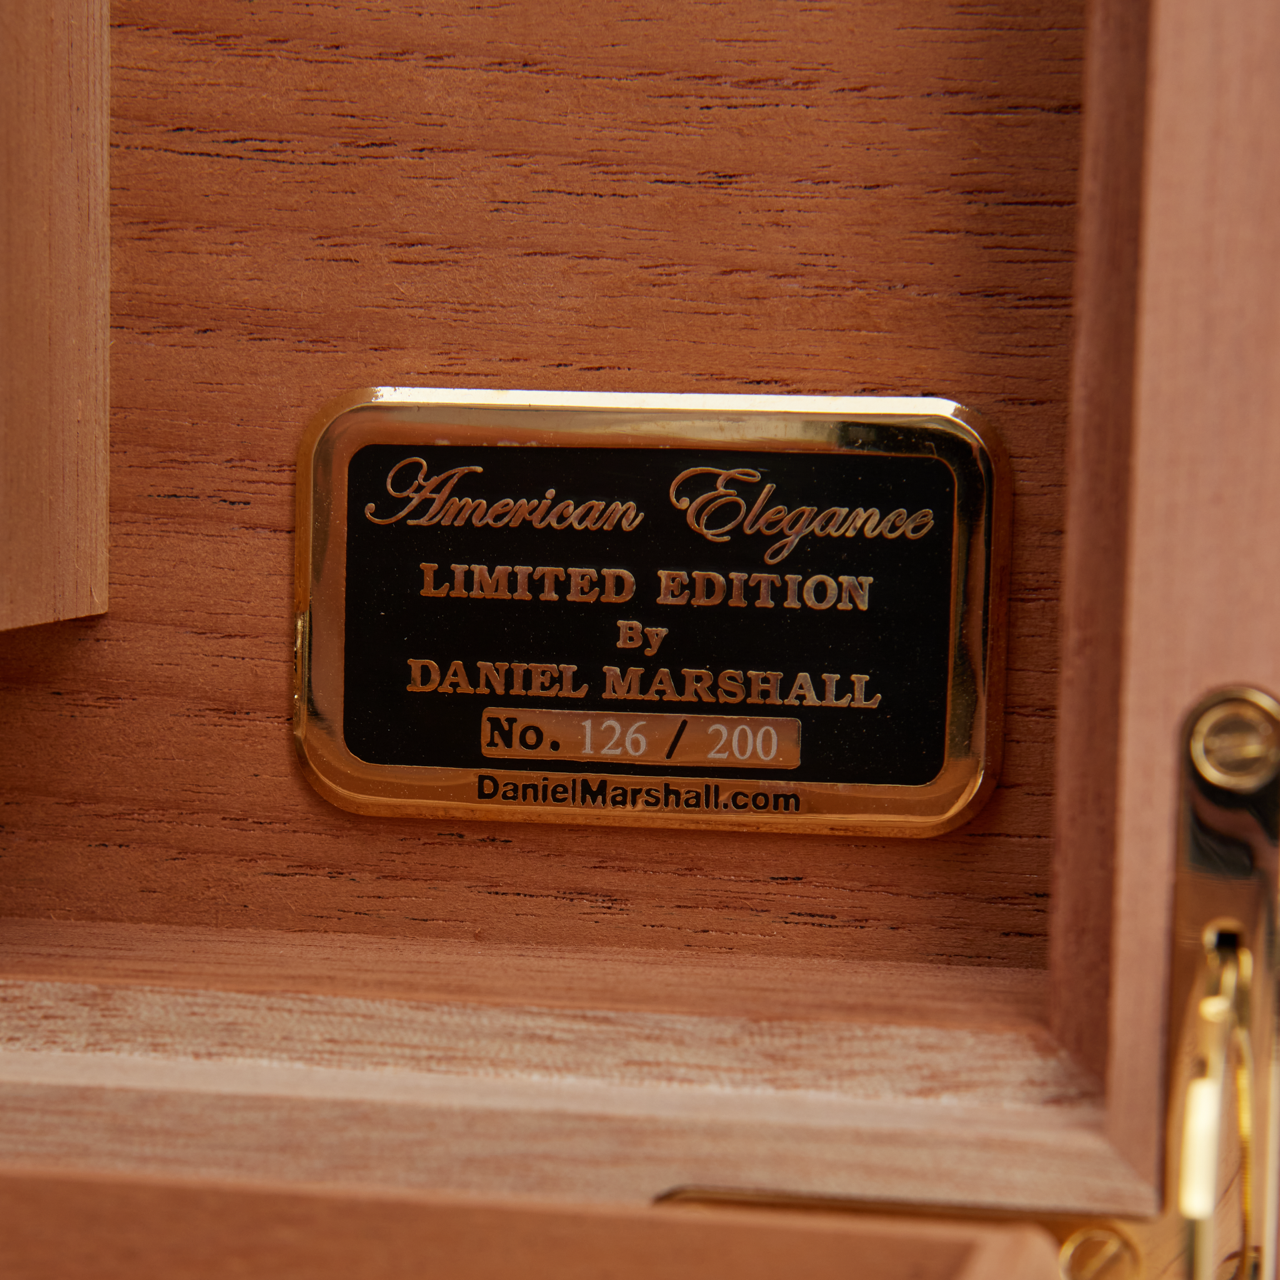 American Elegance
LIMITED EDITION
By
DANIEL MARSHALL
No. 126 / 200
DanielMarshall.com